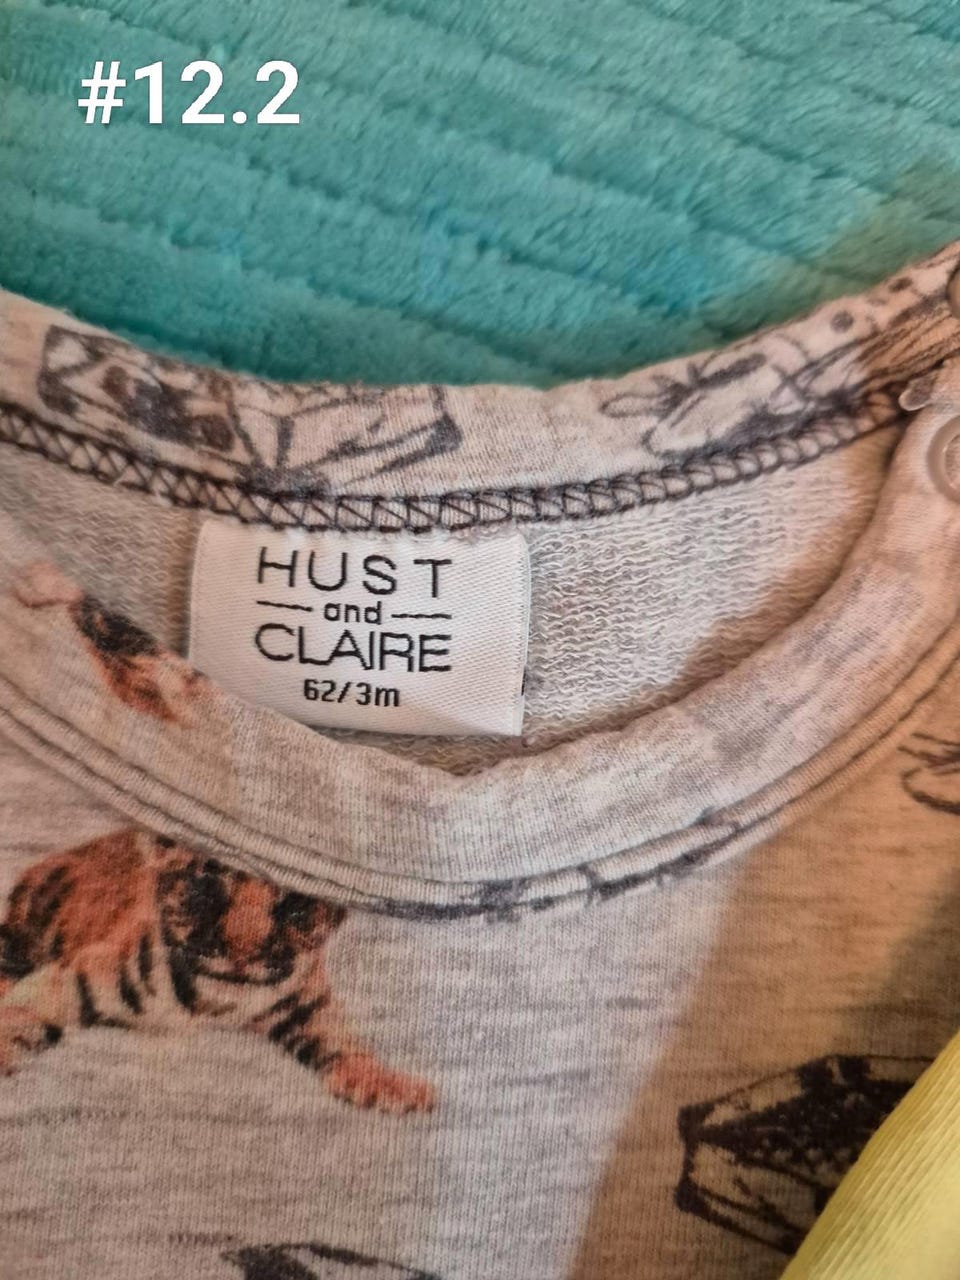 #12.2
HUST
and
CLAIRE
62/3m